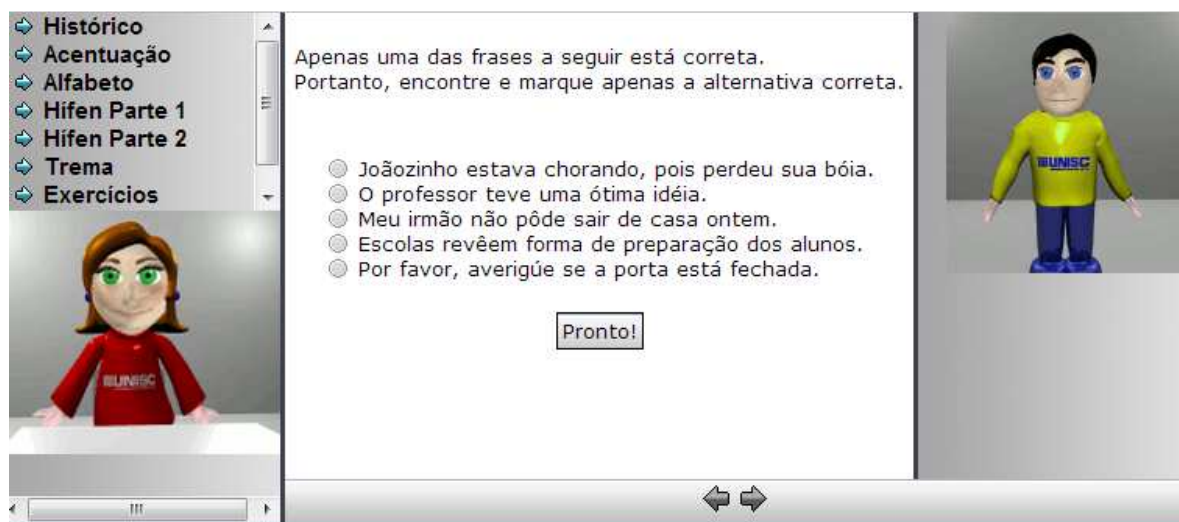 Histórico
Acentuação
Alfabeto
Hífen Parte 1
Hífen Parte 2
Trema
Exercícios
UNISC
Apenas uma das frases a seguir está correta.
Portanto, encontre e marque apenas a alternativa correta.
Joãozinho estava chorando, pois perdeu sua bóia.
O professor teve uma ótima idéia.
Meu irmão não pôde sair de casa ontem.
Escolas revêem forma de preparação dos alunos.
Por favor, averigúe se a porta está fechada.
Pronto!
UNISC